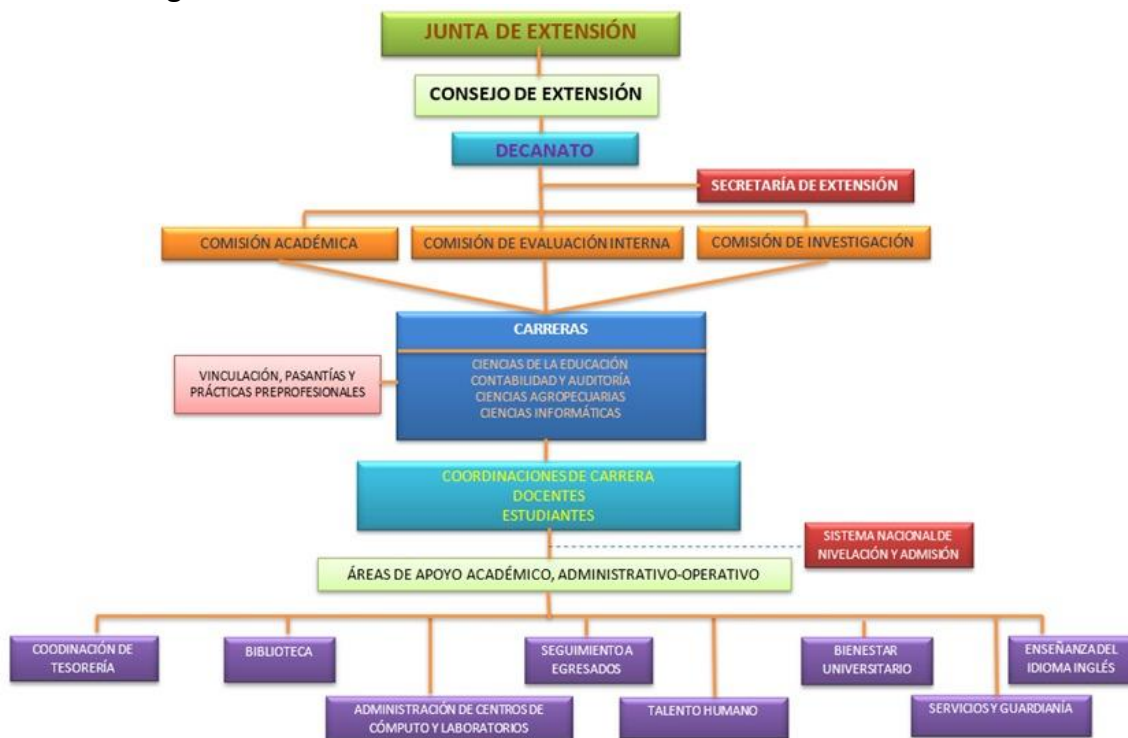 JUNTA DE EXTENSIÓN
CONSEJO DE EXTENSIÓN
DECANATO
SECRETARÍA DE EXTENSIÓN
COMISIÓN ACADÉMICA
COMISIÓN DE EVALUACIÓN INTERNA
COMISIÓN DE INVESTIGACIÓN
CARRERAS
CIENCIAS DE LA EDUCACIÓN
CONTABILIDAD Y AUDITORÍA
CIENCIAS AGROPECUARIAS
CIENCIAS INFORMÁTICAS
VINCULACIÓN, PASANTÍAS Y
PRÁCTICAS PREPROFESIONALES
COORDINACIONES DE CARRERA
DOCENTES
ESTUDIANTES
SISTEMA NACIONAL DE
NIVELACIÓN Y ADMISIÓN
ÁREAS DE APOYO ACADÉMICO, ADMINISTRATIVO-OPERATIVO
COODINACIÓN DE
TESORERÍA
BIBLIOTECA
SEGUIMIENTO A
EGRESADOS
BIENESTAR
UNIVERSITARIO
ENSEÑANZA DEL
IDIOMA INGLÉS
ADMINISTRACIÓN DE CENTROS DE
CÓMPUTO Y LABORATORIOS
TALENTO HUMANO
SERVICIOS Y GUARDIANÍA